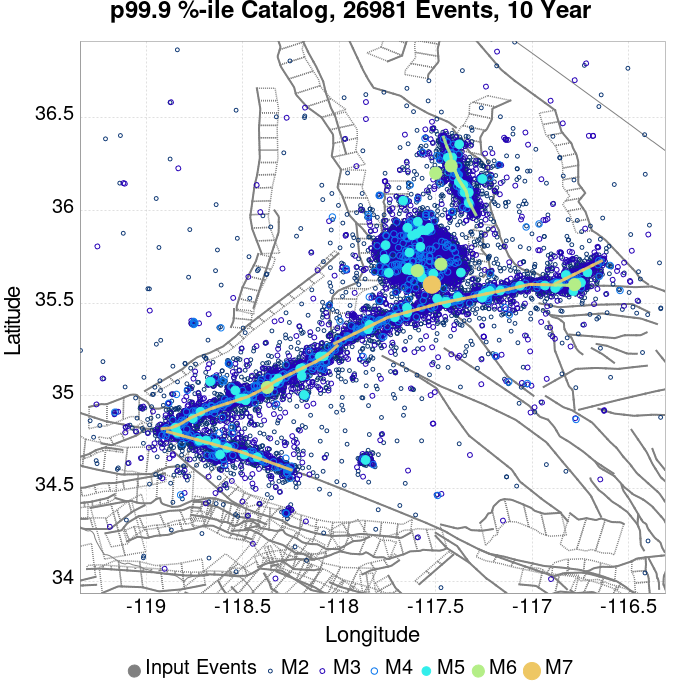 p99.9 %-ile Catalog, 26981 Events, 10 Year
36.5
36
35.5
35
34.5
34
Latitude
-119 -118.5 -118 -117.5 -117 -116.5
Longitude
Input Events M2 M3 M4 M5 M6 M7